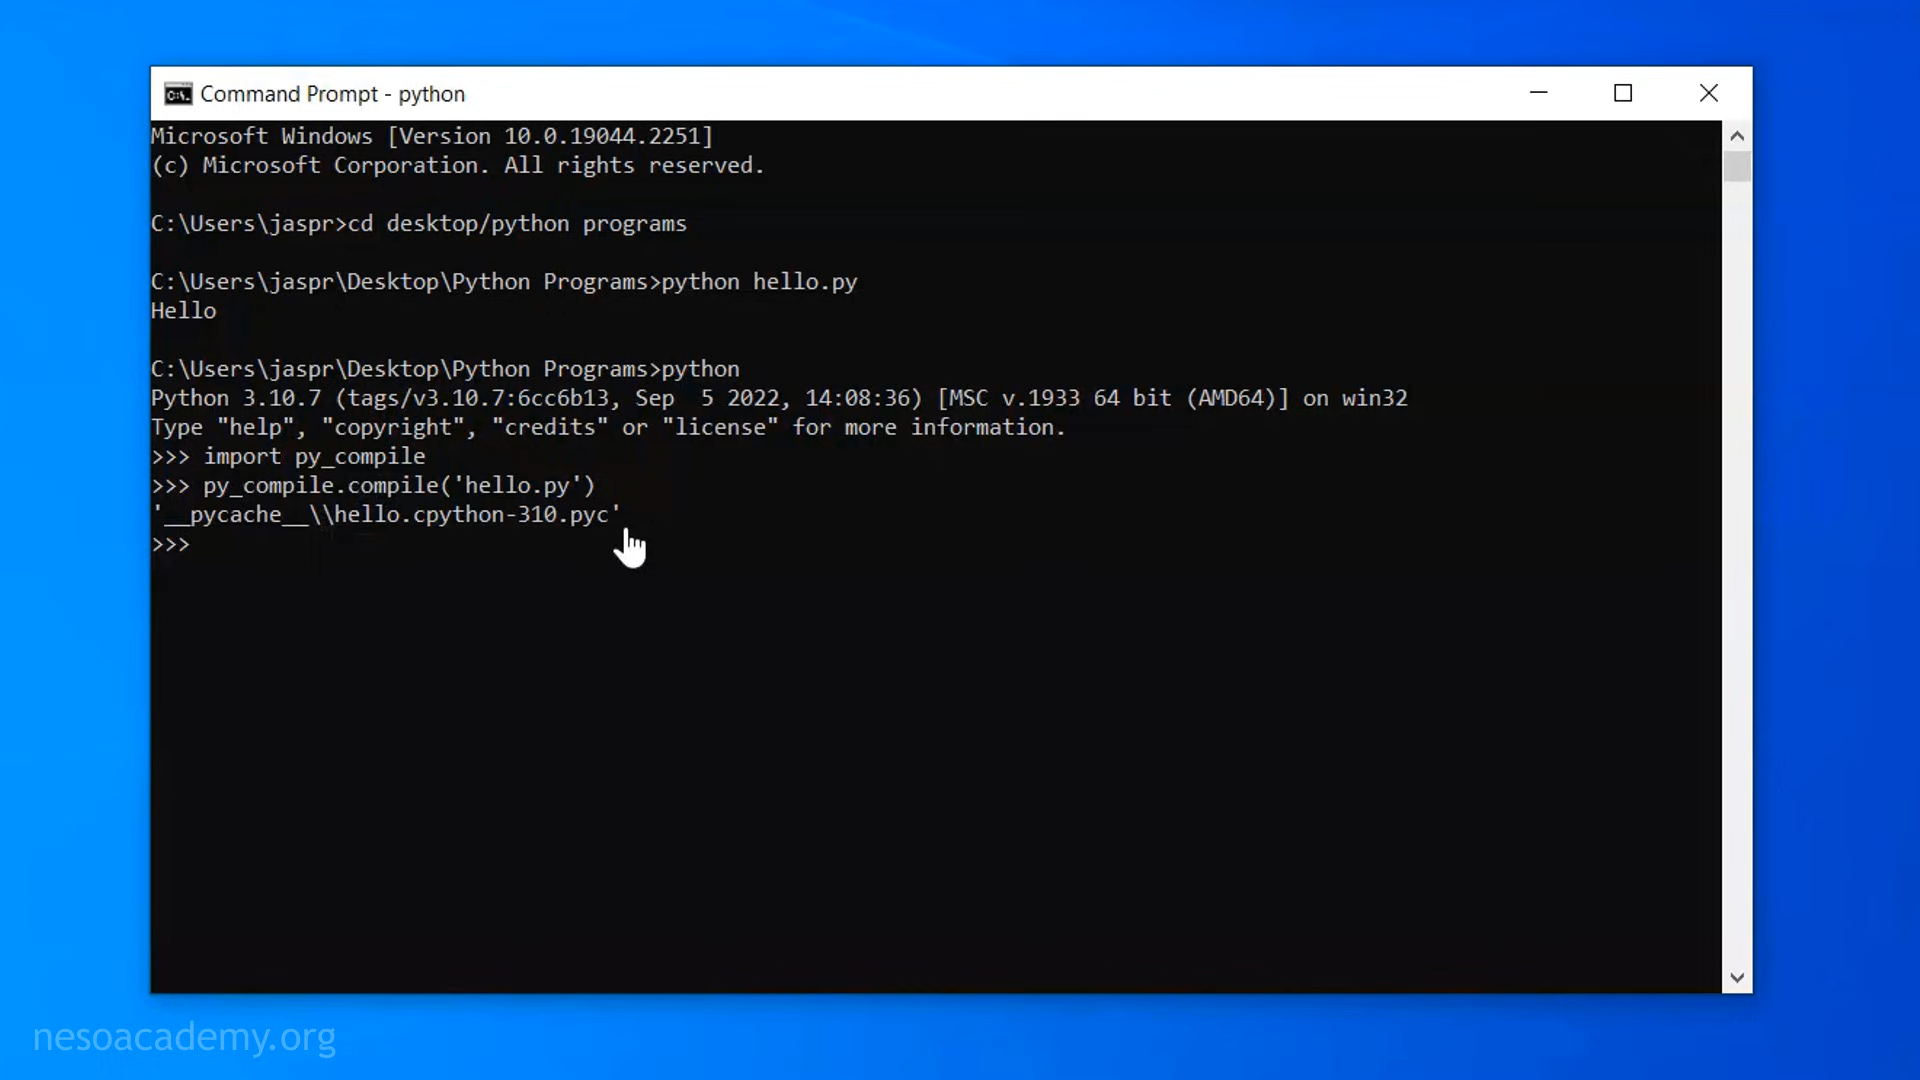 Command Prompt - python
Microsoft Windows [Version 10.0.19044.2251]
(c) Microsoft Corporation. All rights reserved.
C:\Users\jaspr>cd desktop/python programs
C:\Users\jaspr\Desktop\Python Programs>python hello.py
Hello
C:\Users\jaspr\Desktop\Python Programs>python
Python 3.10.7 (tags/v3.10.7:6cc6b13, Sep  5 2022, 14:08:36) [MSC v.1933 64 bit (AMD64)] on win32
Type "help", "copyright", "credits" or "license" for more information.
>>> import py_compile
>>> py_compile.compile('hello.py')
'__pycache__\\hello.cpython-310.pyc'
>>>
nesoacademy.org